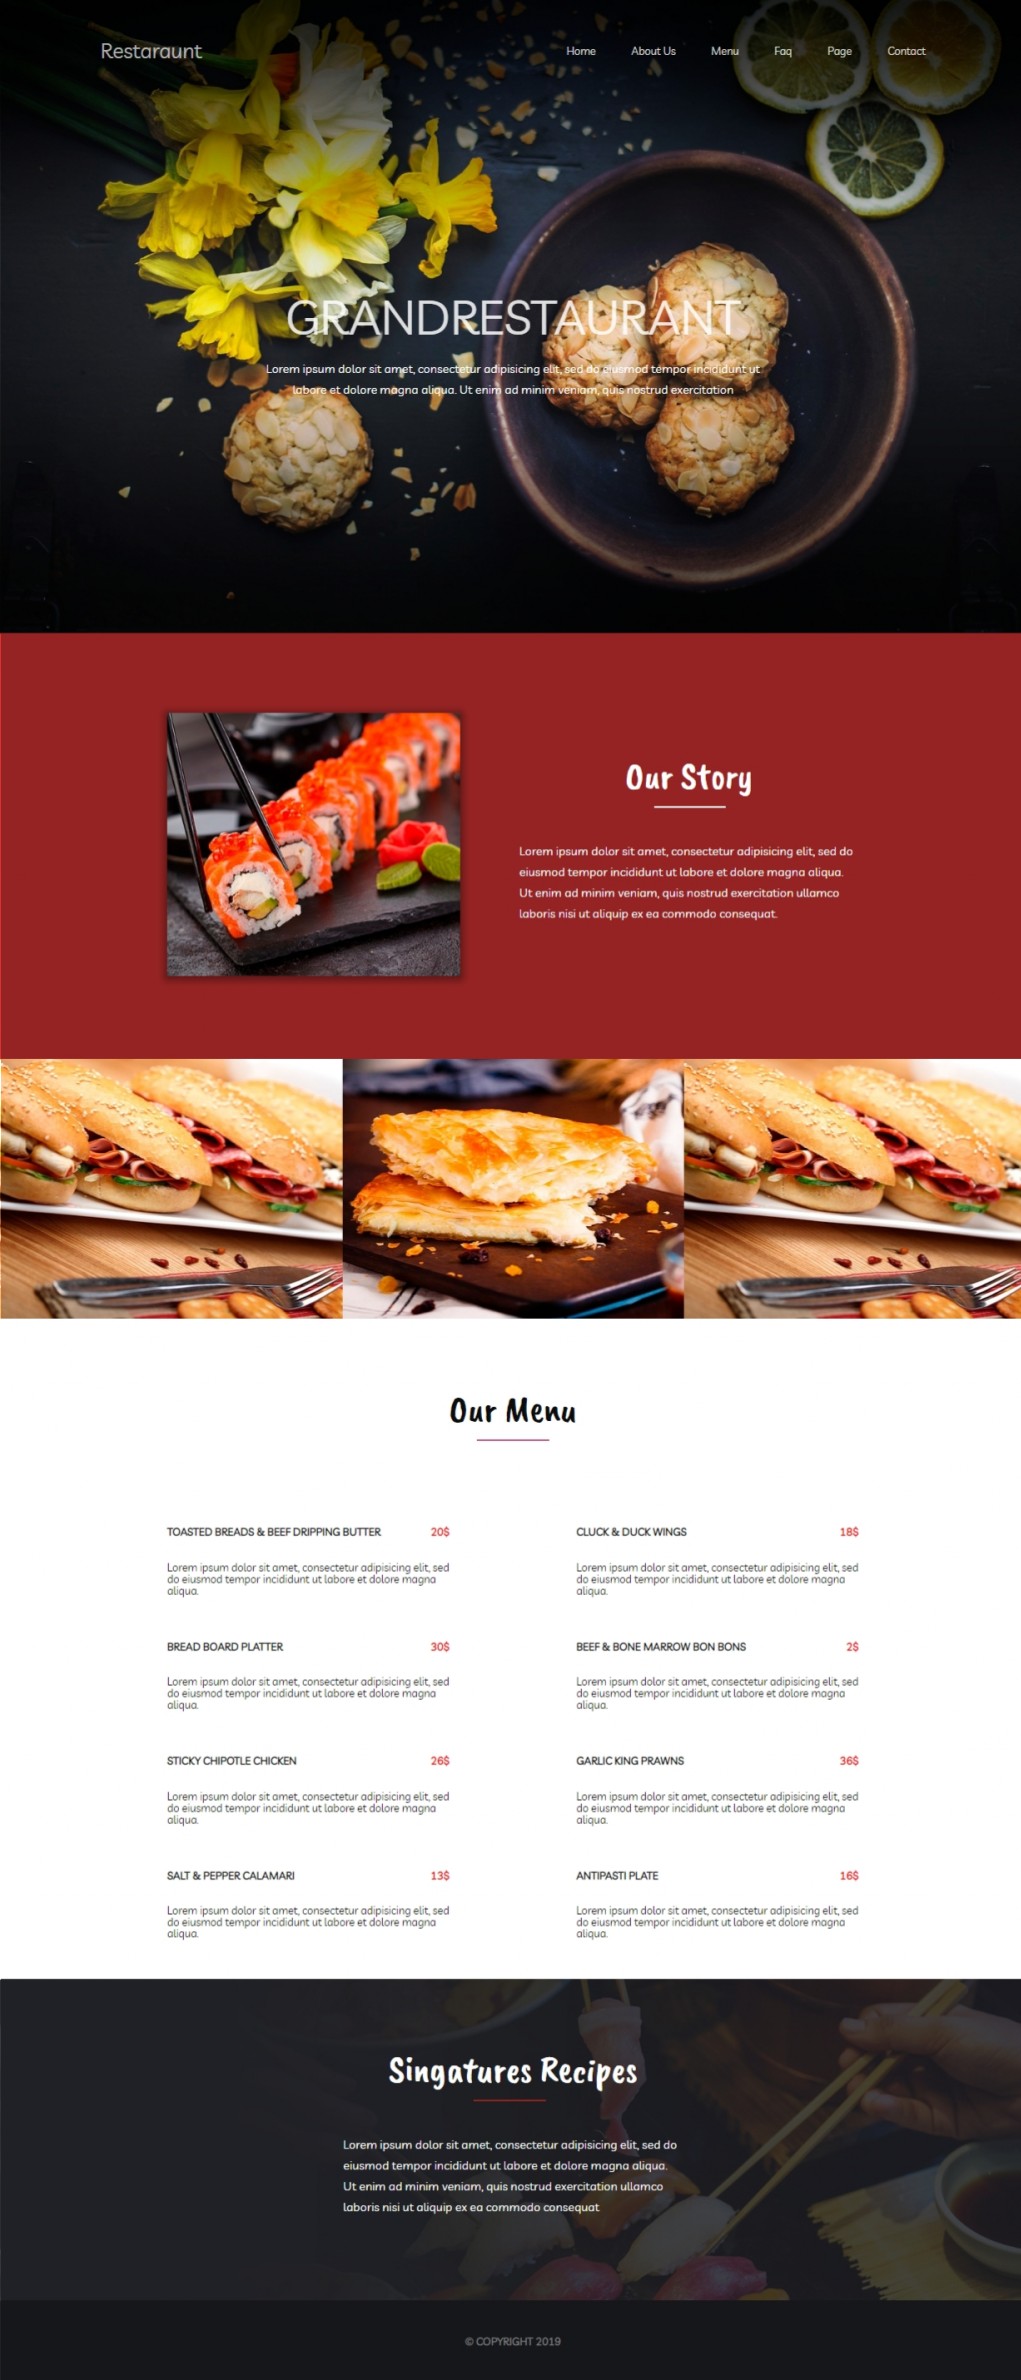 Restaraunt
Home About Us Menu Faq Page Contact
GRANDRESTAURANT
Lorem ipsum dolor sit amet, consectetur adipisicing elit, sed do eiusmod tempor incididunt ut
labore et dolore magna aliqua. Ut enim ad minim veniam, quis nostrud exercitation
Our Story
Lorem ipsum dolor sit amet, consectetur adipisicing elit, sed do
eiusmod tempor incididunt ut labore et dolore magna aliqua.
Ut enim ad minim veniam, quis nostrud exercitation ullamco
laboris nisi ut aliquip ex ea commodo consequat.
Our Menu
TOASTED BREADS & BEEF DRIPPING BUTTER 20$
Lorem ipsum dolor sit amet, consectetur adipisicing elit, sed
do eiusmod tempor incididunt ut labore et dolore magna
aliqua.
CLUCK & DUCK WINGS 18$
Lorem ipsum dolor sit amet, consectetur adipisicing elit, sed
do eiusmod tempor incididunt ut labore et dolore magna
aliqua.
BREAD BOARD PLATTER 30$
Lorem ipsum dolor sit amet, consectetur adipisicing elit, sed
do eiusmod tempor incididunt ut labore et dolore magna
aliqua.
BEEF & BONE MARROW BON BONS 2$
Lorem ipsum dolor sit amet, consectetur adipisicing elit, sed
do eiusmod tempor incididunt ut labore et dolore magna
aliqua.
STICKY CHIPOTLE CHICKEN 26$
Lorem ipsum dolor sit amet, consectetur adipisicing elit, sed
do eiusmod tempor incididunt ut labore et dolore magna
aliqua.
GARLIC KING PRAWNS 36$
Lorem ipsum dolor sit amet, consectetur adipisicing elit, sed
do eiusmod tempor incididunt ut labore et dolore magna
aliqua.
SALT & PEPPER CALAMARI 13$
Lorem ipsum dolor sit amet, consectetur adipisicing elit, sed
do eiusmod tempor incididunt ut labore et dolore magna
aliqua.
ANTIPASTI PLATE 16$
Lorem ipsum dolor sit amet, consectetur adipisicing elit, sed
do eiusmod tempor incididunt ut labore et dolore magna
aliqua.
Singatures Recipes
Lorem ipsum dolor sit amet, consectetur adipisicing elit, sed do
eiusmod tempor incididunt ut labore et dolore magna aliqua.
Ut enim ad minim veniam, quis nostrud exercitation ullamco
laboris nisi ut aliquip ex ea commodo consequat
© COPYRIGHT 2019